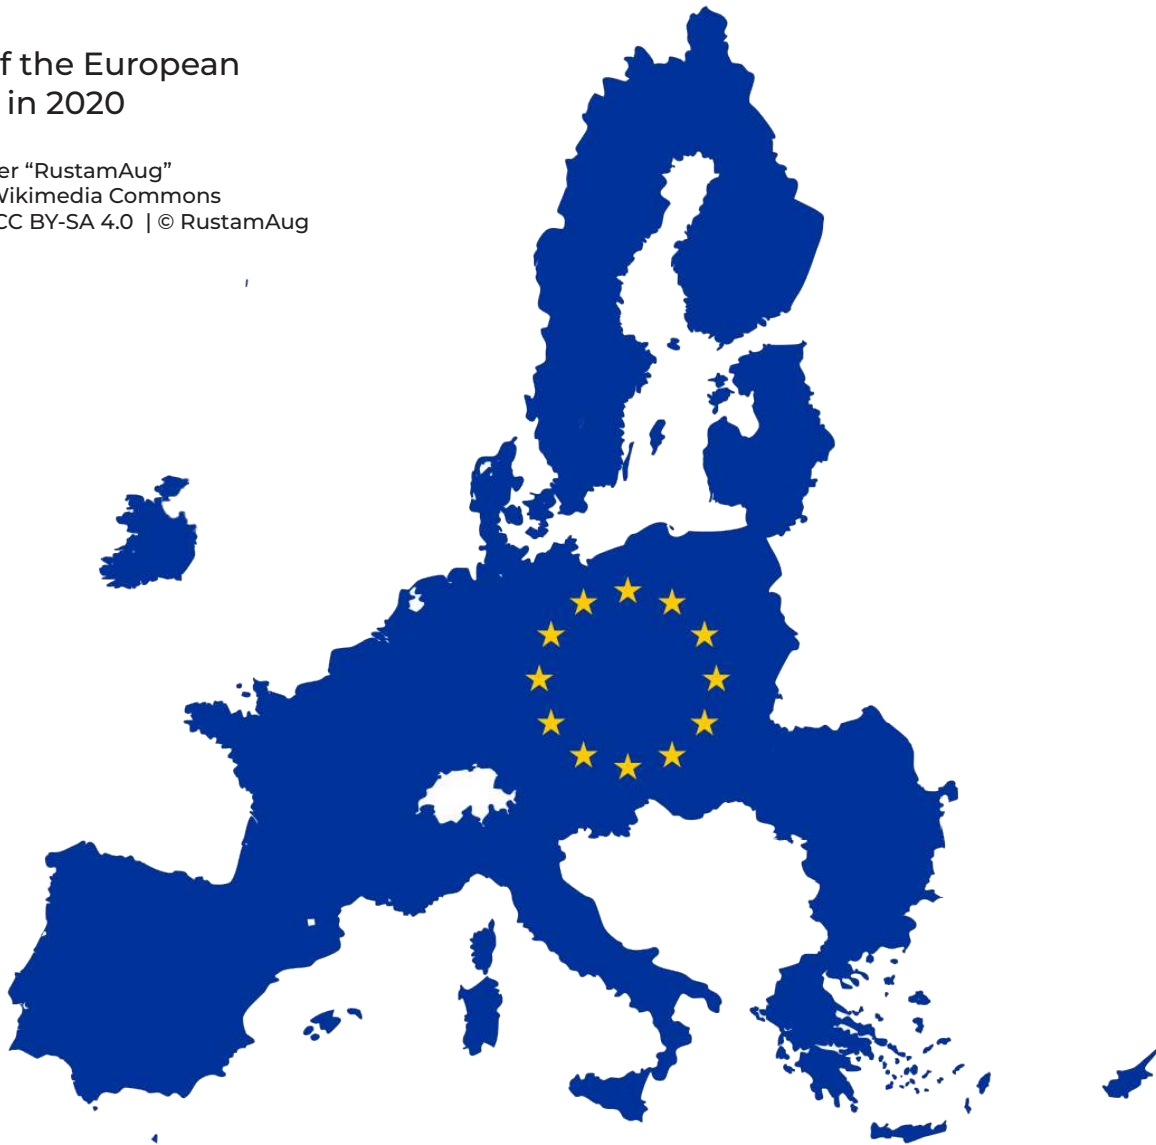 f the European
in 2020
er “RustamAug”
Wikimedia Commons
CC BY-SA 4.0 | © RustamAug